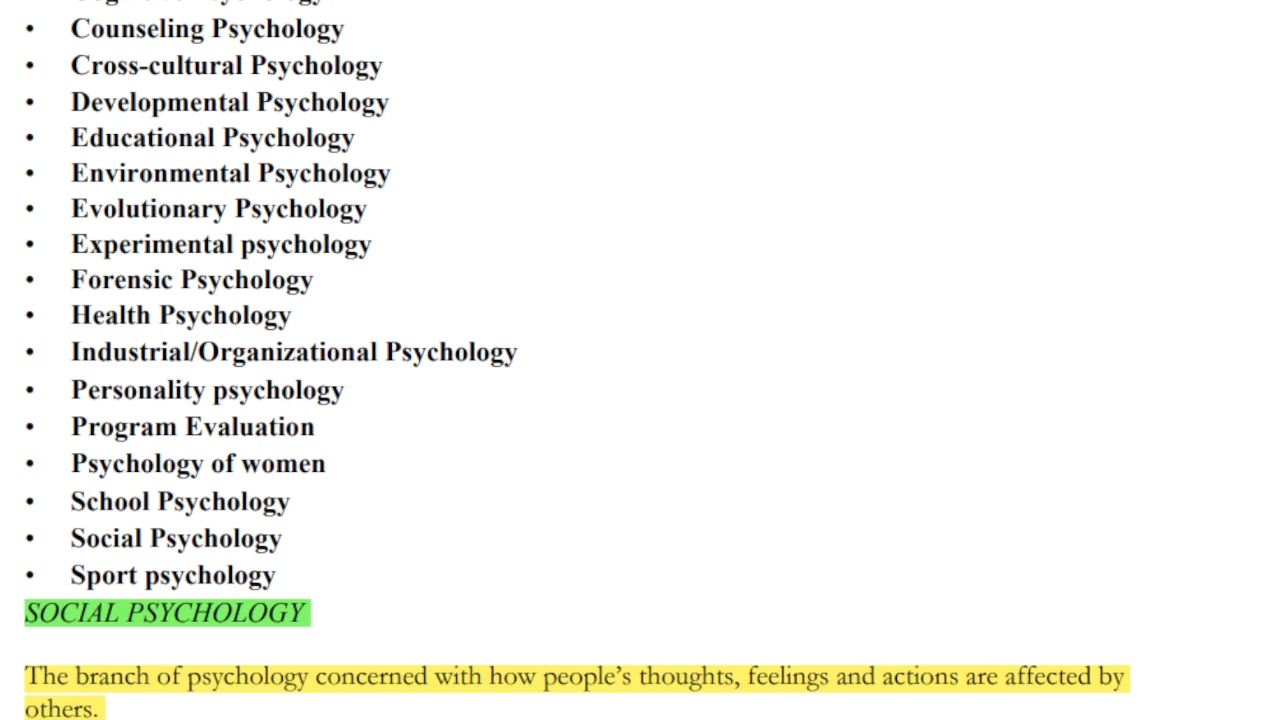 • Counseling Psychology
• Cross-cultural Psychology
• Developmental Psychology
• Educational Psychology
• Environmental Psychology
• Evolutionary Psychology
• Experimental psychology
• Forensic Psychology
• Health Psychology
• Industrial/Organizational Psychology
• Personality psychology
• Program Evaluation
• Psychology of women
• School Psychology
• Social Psychology
• Sport psychology
SOCIAL PSYCHOLOGY
The branch of psychology concerned with how people’s thoughts, feelings and actions are affected by
others.